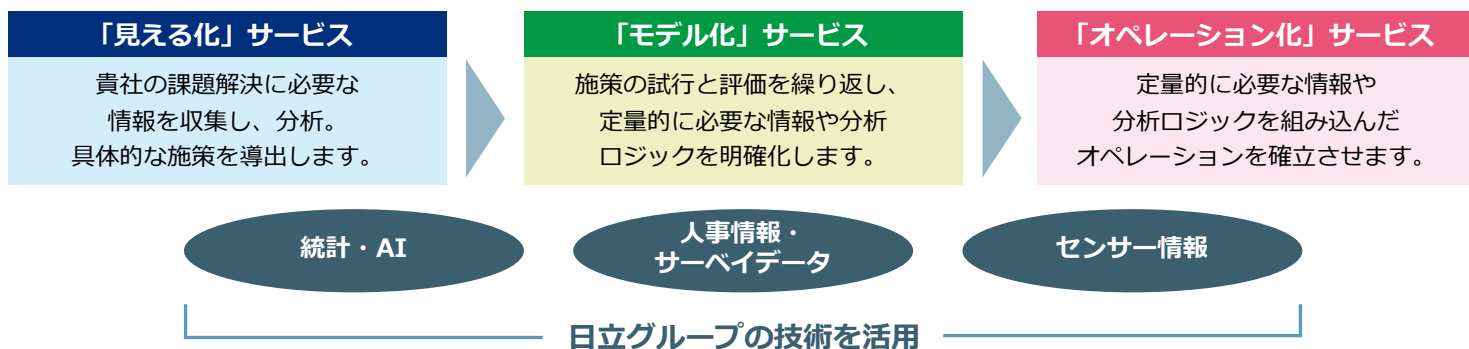 「見える化」サービス
貴社の課題解決に必要な
情報を収集し、分析。
具体的な施策を導出します。
「モデル化」サービス
施策の試行と評価を繰り返し、
定量的に必要な情報や分析
ロジックを明確化します。
「オペレーション化」サービス
定量的に必要な情報や
分析ロジックを組み込んだ
オペレーションを確立させます。
統計・AI
人事情報・
サーベイデータ
センサー情報
日立グループの技術を活用